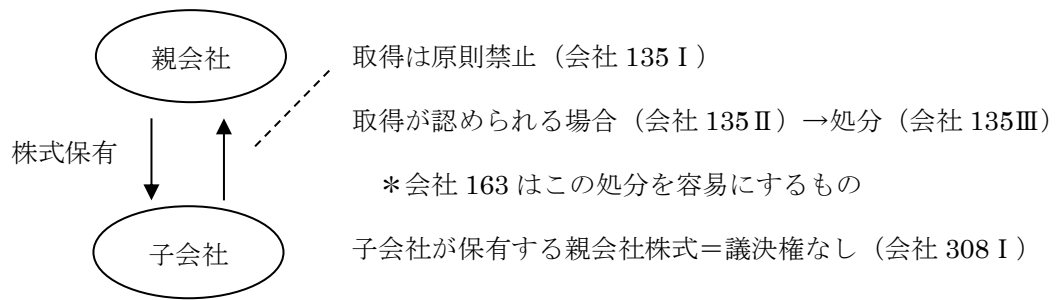 親会社
取得は原則禁止（会社 135Ⅰ）
取得が認められる場合（会社 135Ⅱ）→処分（会社 135Ⅲ）
株式保有
＊会社 163 はこの処分を容易にするもの
子会社
子会社が保有する親会社株式＝議決権なし（会社 308Ⅰ）